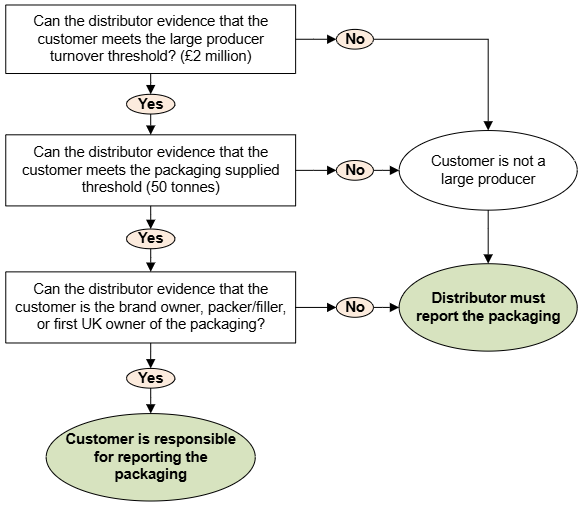 Can the distributor evidence that the
customer meets the large producer
turnover threshold? (£2 million)
No
Yes
Can the distributor evidence that the
customer meets the packaging supplied
threshold (50 tonnes)
No
Customer is not a
large producer
Yes
Can the distributor evidence that the
customer is the brand owner, packer/filler,
or first UK owner of the packaging?
No
Distributor must
report the packaging
Yes
Customer is responsible
for reporting the
packaging